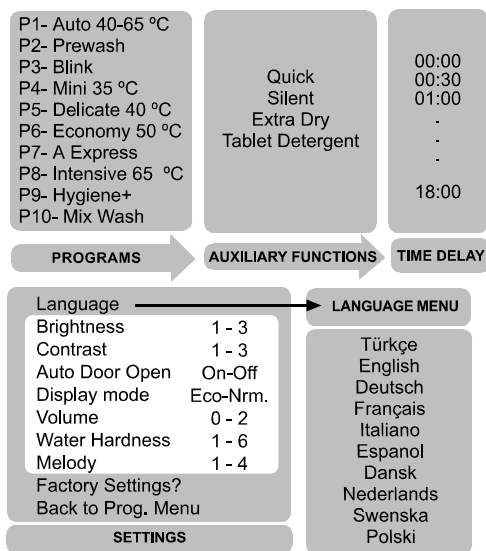 P1- Auto 40-65 ºC
P2- Prewash
P3- Blink
P4- Mini 35 ºC
P5- Delicate 40 ºC
P6- Economy 50 ºC
P7- A Express
P8- Intensive 65 ºC
P9- Hygiene+
P10- Mix Wash
Quick
Silent
Extra Dry
Tablet Detergent
00:00
00:30
01:00
.
.
.
18:00
PROGRAMS
AUXILIARY FUNCTIONS
TIME DELAY
Language
Brightness 1 - 3
Contrast 1 - 3
Auto Door Open On-Off
Display mode Eco-Nrm.
Volume 0 - 2
Water Hardness 1 - 6
Melody 1 - 4
Factory Settings?
Back to Prog. Menu
SETTINGS
LANGUAGE MENU
Türkçe
English
Deutsch
Français
Italiano
Espanol
Dansk
Nederlands
Swenska
Polski